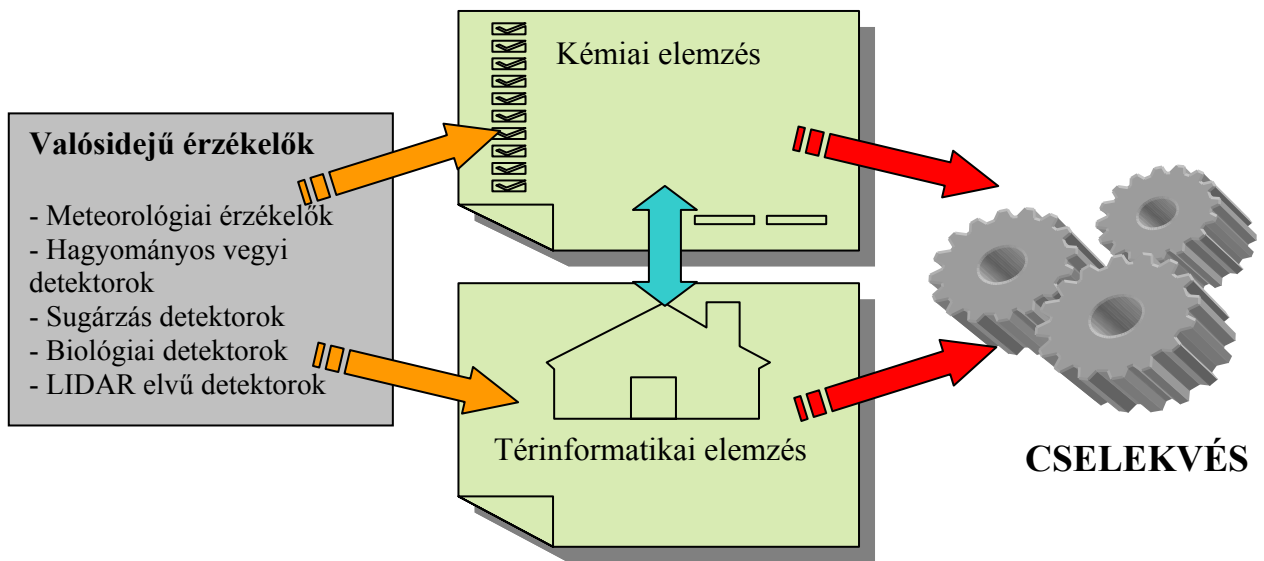 Valósidejű érzékelők
- Meteorológiai érzékelők
- Hagyományos vegyi
detektorok
- Sugárzás detektorok
- Biológiai detektorok
- LIDAR elvű detektorok
Kémiai elemzés
Térinformatikai elemzés
CSELEKVÉS